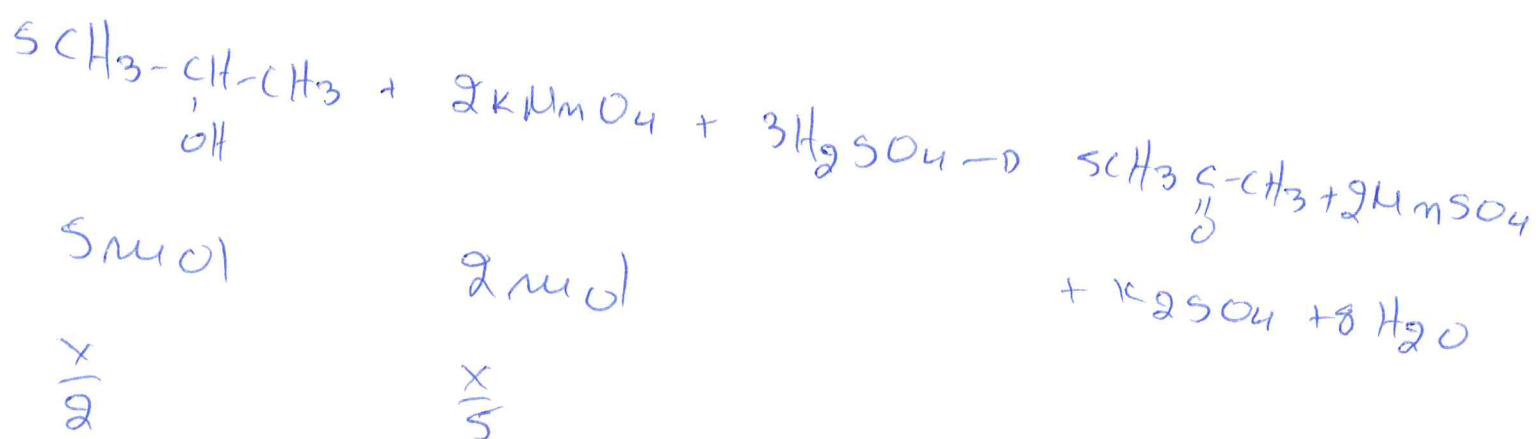 5CH3-CH-CH3 + 2KMnO4 + 3H2SO4 → 5CH3C-CH3+2MnSO4
OH
O
+ K2SO4 +8H2O
5mol 2mol
x/2 x/5